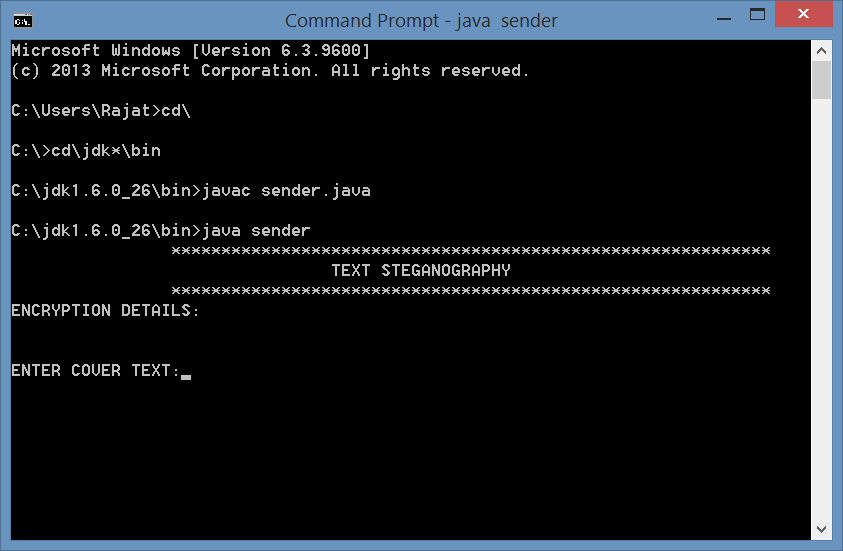 Command Prompt - java  sender
Microsoft Windows [Version 6.3.9600]
(c) 2013 Microsoft Corporation. All rights reserved.
C:\Users\Rajat>cd\
C:\>cd\jdk*\bin
C:\jdk1.6.0_26\bin>javac sender.java
C:\jdk1.6.0_26\bin>java sender
************************************************************
TEXT STEGANOGRAPHY
************************************************************
ENCRYPTION DETAILS:
ENTER COVER TEXT: